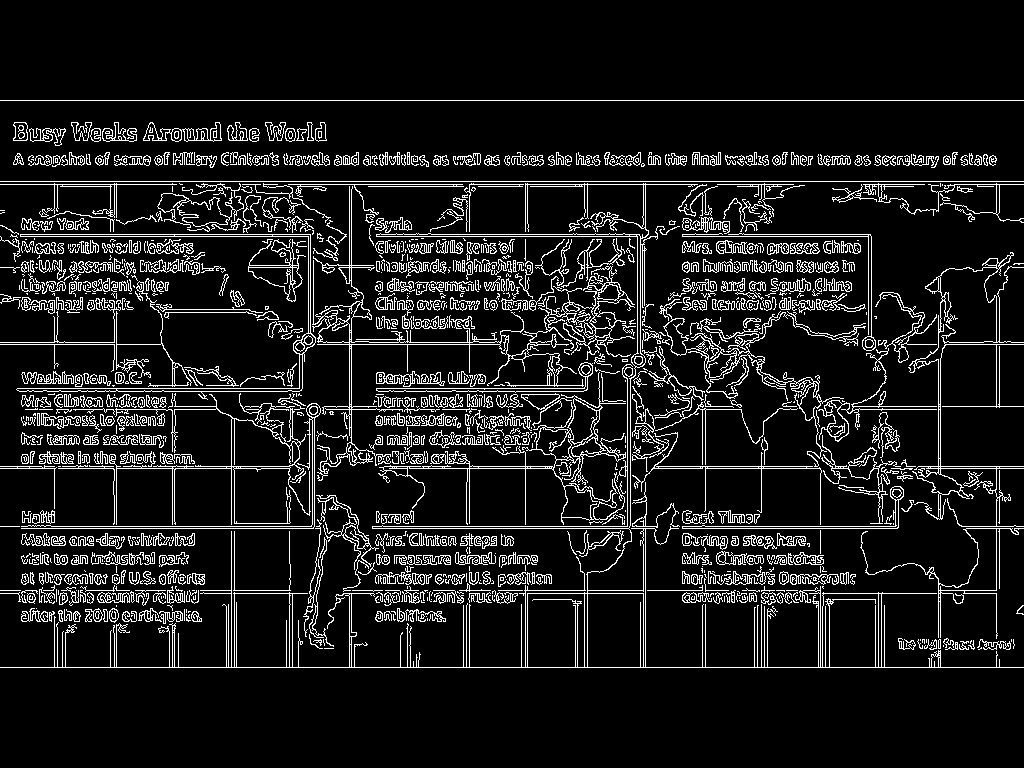 Busy Weeks Around the World
A snapshot of some of Hillary Clinton's travels and activities, as well as crises she has faced, in the final weeks of her term as secretary of state
New York
Meets with world leaders
at U.N. assembly, including
Libyan president after
Benghazi attack.
Syria
Civil war kills tens of
thousands, highlighting
a disagreement with
China over how to
the bloodshed.
Beijing
Mrs. Clinton presses China
on humanitarian issues in
Syria and on South China
Sea territorial disputes.
Washington, D.C.
Mrs. Clinton indicates
willingness to extend
her term as secretary
of state in the short term.
Benghazi, Libya
Terror attack kills U.S.
ambassador, triggering
a major diplomatic and
political crisis.
Haiti
Makes one-day whirlwind
visit to an industrial park
at the center of U.S. efforts
to help the country rebuild
after the 2010 earthquake.
Israel
Mrs. Clinton steps in
to reassure Israeli prime
minister over U.S. position
against Iran's nuclear
ambitions.
East Timor
During a stop here,
Mrs. Clinton watches
her husband's Democratic
convention speech.
The Wall Street Journal